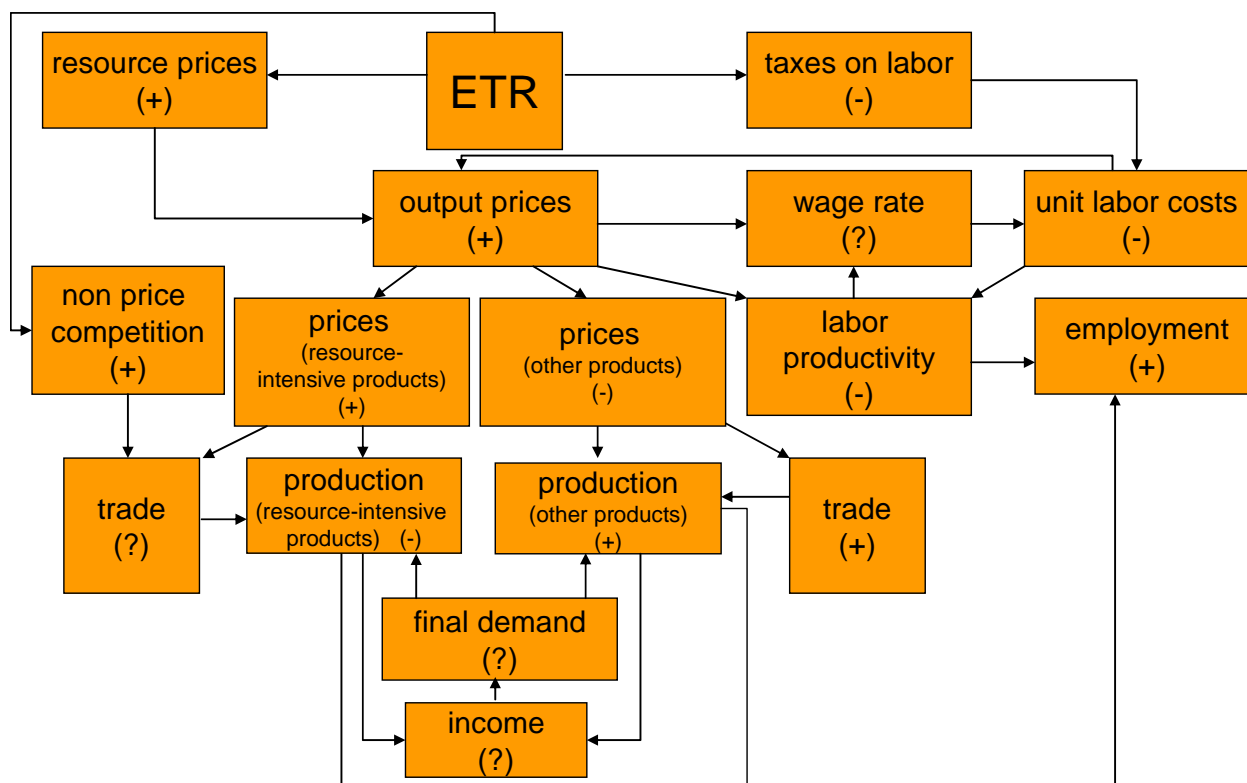 resource prices
(+)
ETR
taxes on labor
(-)
output prices
(+)
wage rate
(?)
unit labor costs
(-)
non price
competition
(+)
prices
(resource-
intensive products)
(+)
prices
(other products)
(-)
labor
productivity
(-)
employment
(+)
trade
(?)
production
(resource-intensive
products) (-)
production
(other products)
(+)
trade
(+)
final demand
(?)
income
(?)